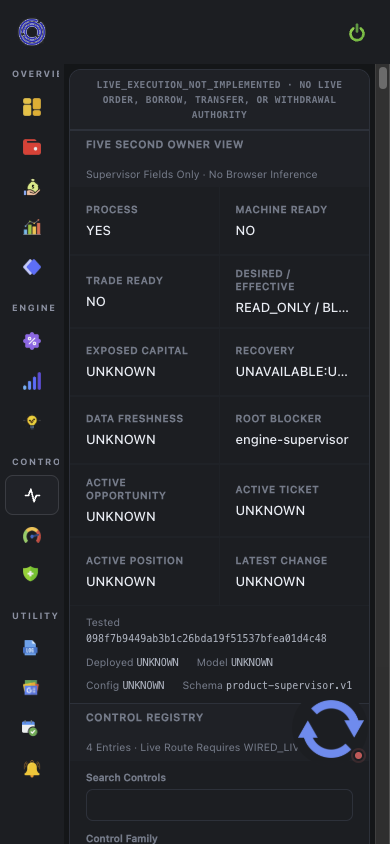 OVERVIE
LIVE_EXECUTION_NOT_IMPLEMENTED · NO LIVE
ORDER, BORROW, TRANSFER, OR WITHDRAWAL
AUTHORITY
FIVE SECOND OWNER VIEW
Supervisor Fields Only · No Browser Inference
PROCESS
YES
MACHINE READY
NO
TRADE READY
NO
DESIRED /
EFFECTIVE
READ_ONLY / BL...
ENGINE
EXPOSED CAPITAL
UNKNOWN
RECOVERY
UNAVAILABLE:U...
DATA FRESHNESS
UNKNOWN
ROOT BLOCKER
engine-supervisor
CONTRO
ACTIVE
OPPORTUNITY
UNKNOWN
ACTIVE TICKET
UNKNOWN
ACTIVE POSITION
UNKNOWN
LATEST CHANGE
UNKNOWN
UTILITY
Tested
098f7b9449ab3b1c26bda19f51537bfea01d4c48
Deployed UNKNOWN Model UNKNOWN
Config UNKNOWN Schema product-supervisor.v1
CONTROL REGISTRY
4 Entries · Live Route Requires WIRED_LIV
Search Controls
Control Family